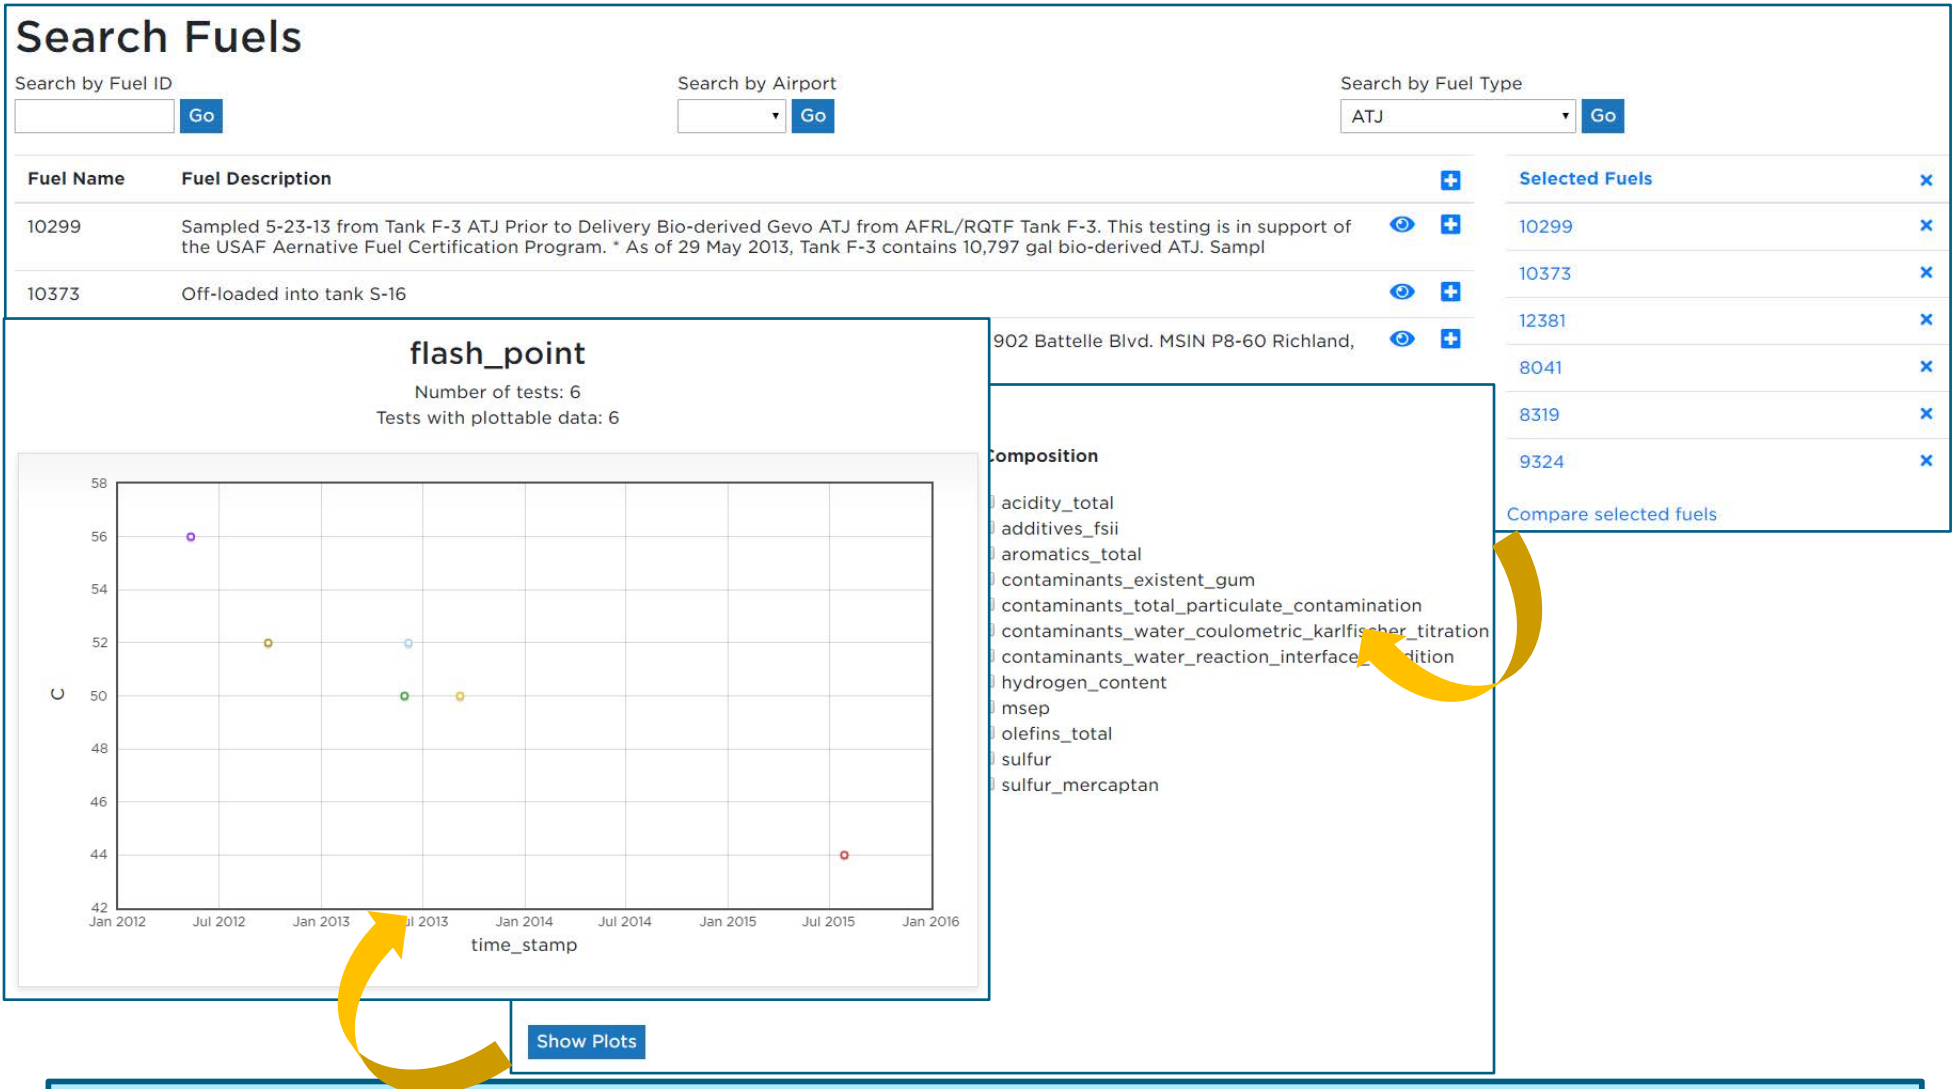 Search Fuels
Search by Fuel ID
Go
Search by Airport
Go
Search by Fuel Type
ATJ
Go
Fuel Name Fuel Description
10299 Sampled 5-23-13 from Tank F-3 ATJ Prior to Delivery Bio-derived Gevo ATJ from AFRL/RQTF Tank F-3. This testing is in support of
the USAF Aernative Fuel Certification Program. * As of 29 May 2013, Tank F-3 contains 10,797 gal bio-derived ATJ. Sampl
10373 Off-loaded into tank S-16
902 Battelle Blvd. MSIN P8-60 Richland,
Selected Fuels
10299
10373
12381
8041
8319
9324
Compare selected fuels
flash_point
Number of tests: 6
Tests with plottable data: 6
58
56
54
52
50
48
46
44
42
C
Jan 2012 Jul 2012 Jan 2013 ul 2013 Jan 2014 Jul 2014 Jan 2015 Jul 2015 Jan 2016
time_stamp
Composition
acidity_total
additives_fsii
aromatics_total
contaminants_existent_gum
contaminants_total_particulate_contamination
contaminants_water_coulometric_karlfischer_titration
contaminants_water_reaction_interface dition
hydrogen_content
msep
olefins_total
sulfur
sulfur_mercaptan
Show Plots